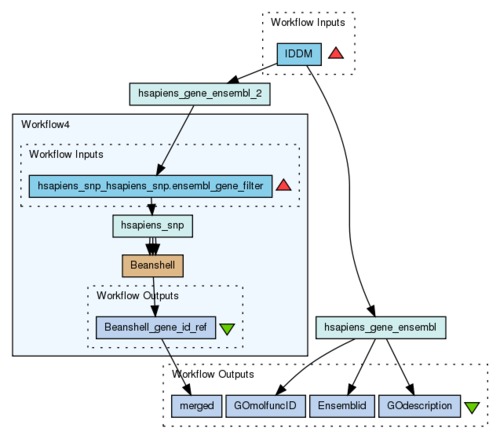 Workflow Inputs
IDDM
hsapiens_gene_ensembl_2
Workflow4
Workflow Inputs
hsapiens_snp_hsapiens_snp.ensembl_gene_filter
hsapiens_snp
Beanshell
Workflow Outputs
Beanshell_gene_id_ref
hsapiens_gene_ensembl
Workflow Outputs
merged
GOmolfuncID
Ensemblid
GOdescription